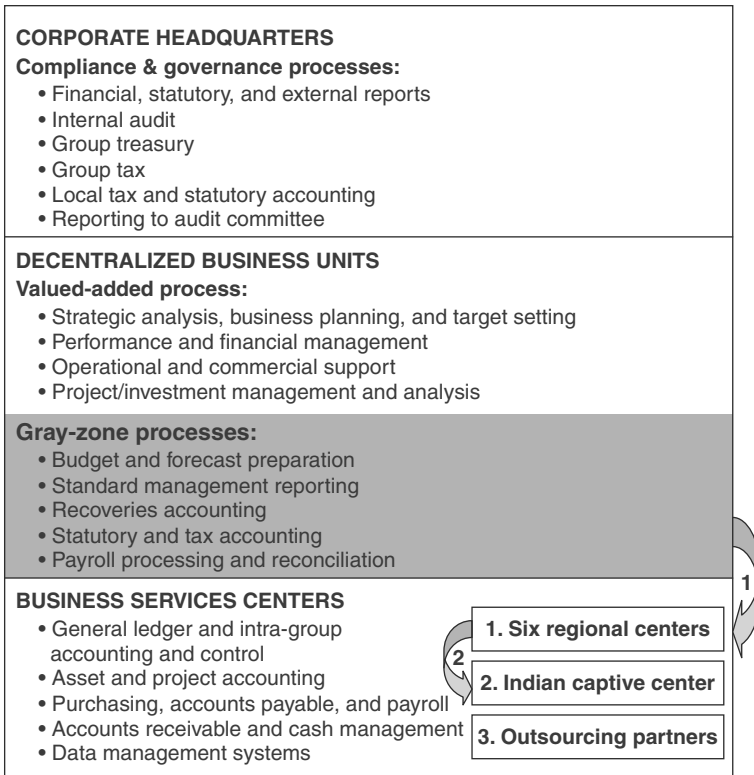 CORPORATE HEADQUARTERS
Compliance & governance processes:
• Financial, statutory, and external reports
• Internal audit
• Group treasury
• Group tax
• Local tax and statutory accounting
• Reporting to audit committee
DECENTRALIZED BUSINESS UNITS
Valued-added process:
• Strategic analysis, business planning, and target setting
• Performance and financial management
• Operational and commercial support
• Project/investment management and analysis
Gray-zone processes:
• Budget and forecast preparation
• Standard management reporting
• Recoveries accounting
• Statutory and tax accounting
• Payroll processing and reconciliation
1
BUSINESS SERVICES CENTERS
• General ledger and intra-group
accounting and control
• Asset and project accounting
• Purchasing, accounts payable, and payroll
• Accounts receivable and cash management
• Data management systems
1. Six regional centers
2
2. Indian captive center
3. Outsourcing partners